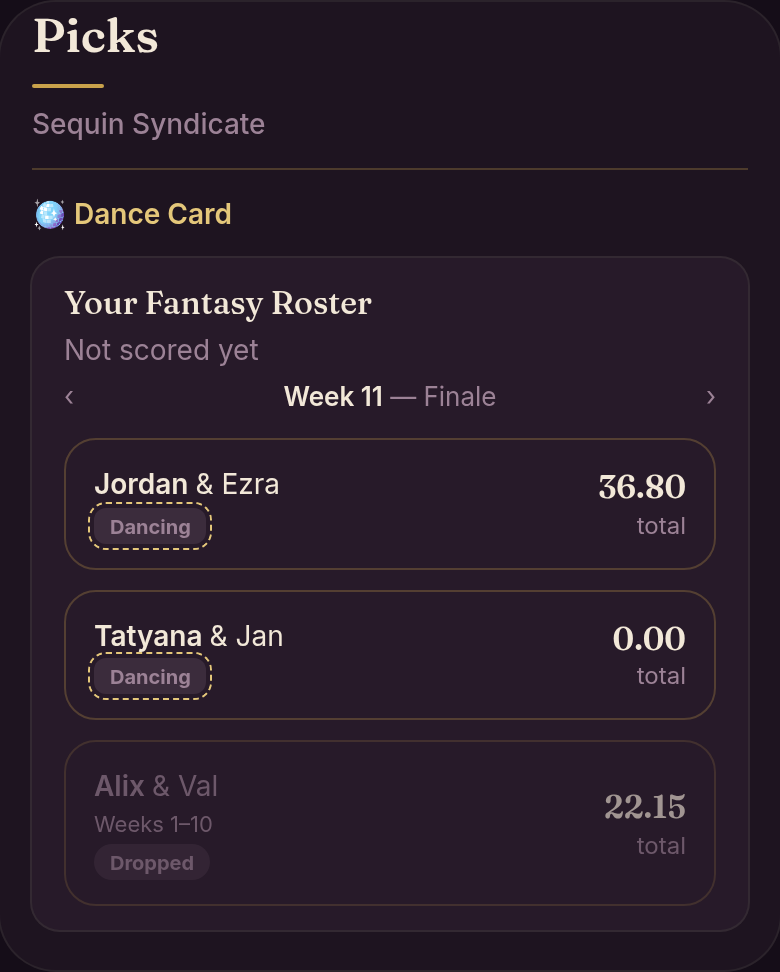 Picks
Sequin Syndicate
Dance Card
Your Fantasy Roster
Not scored yet
‹ Week 11 — Finale ›
Jordan & Ezra
36.80
Dancing
total
Tatyana & Jan
0.00
Dancing
total
Alix & Val
Weeks 1–10
22.15
Dropped
total